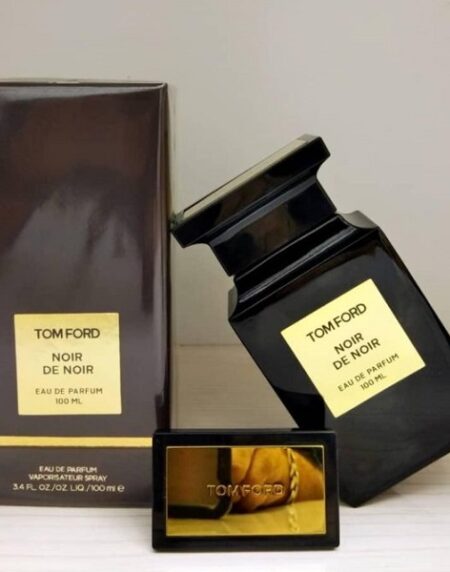 TOM FORD
NOIR
DE NOIR
EAU DE PARFUM
100 ML
EAU DE PARFUM
VAPORISATEUR SPRAY
3.4 FL. OZ./OZ. LIQ./100 ml e
TOM FORD
NOIR
DE NOIR
EAU DE PARFUM
100 ML
TOM FORD